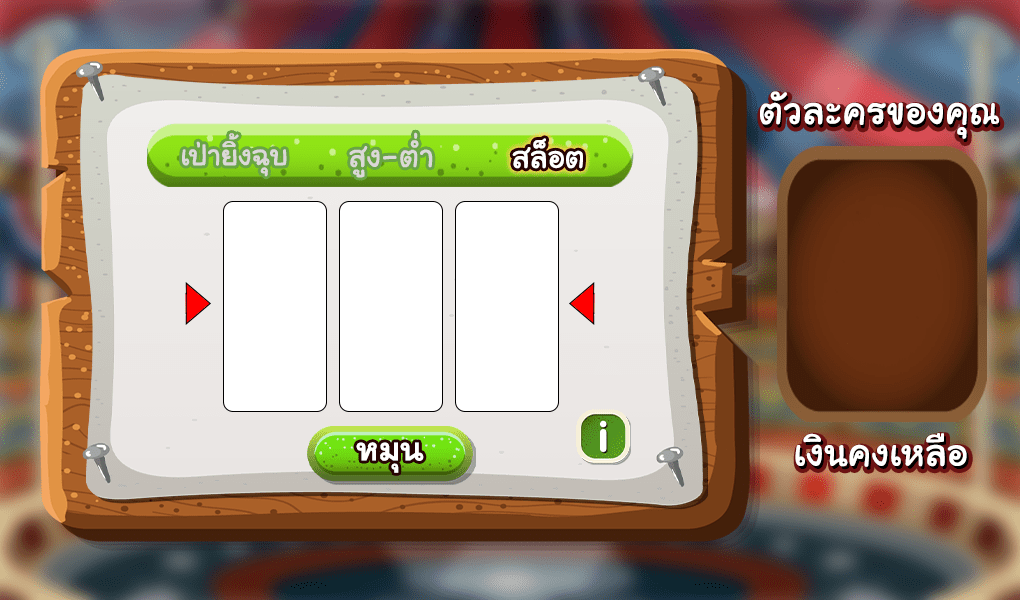 เป่ายิ้งฉุบ สูง-ต่ำ สล็อต
หมุน
i
ตัวละครของคุณ
เงินคงเหลือ